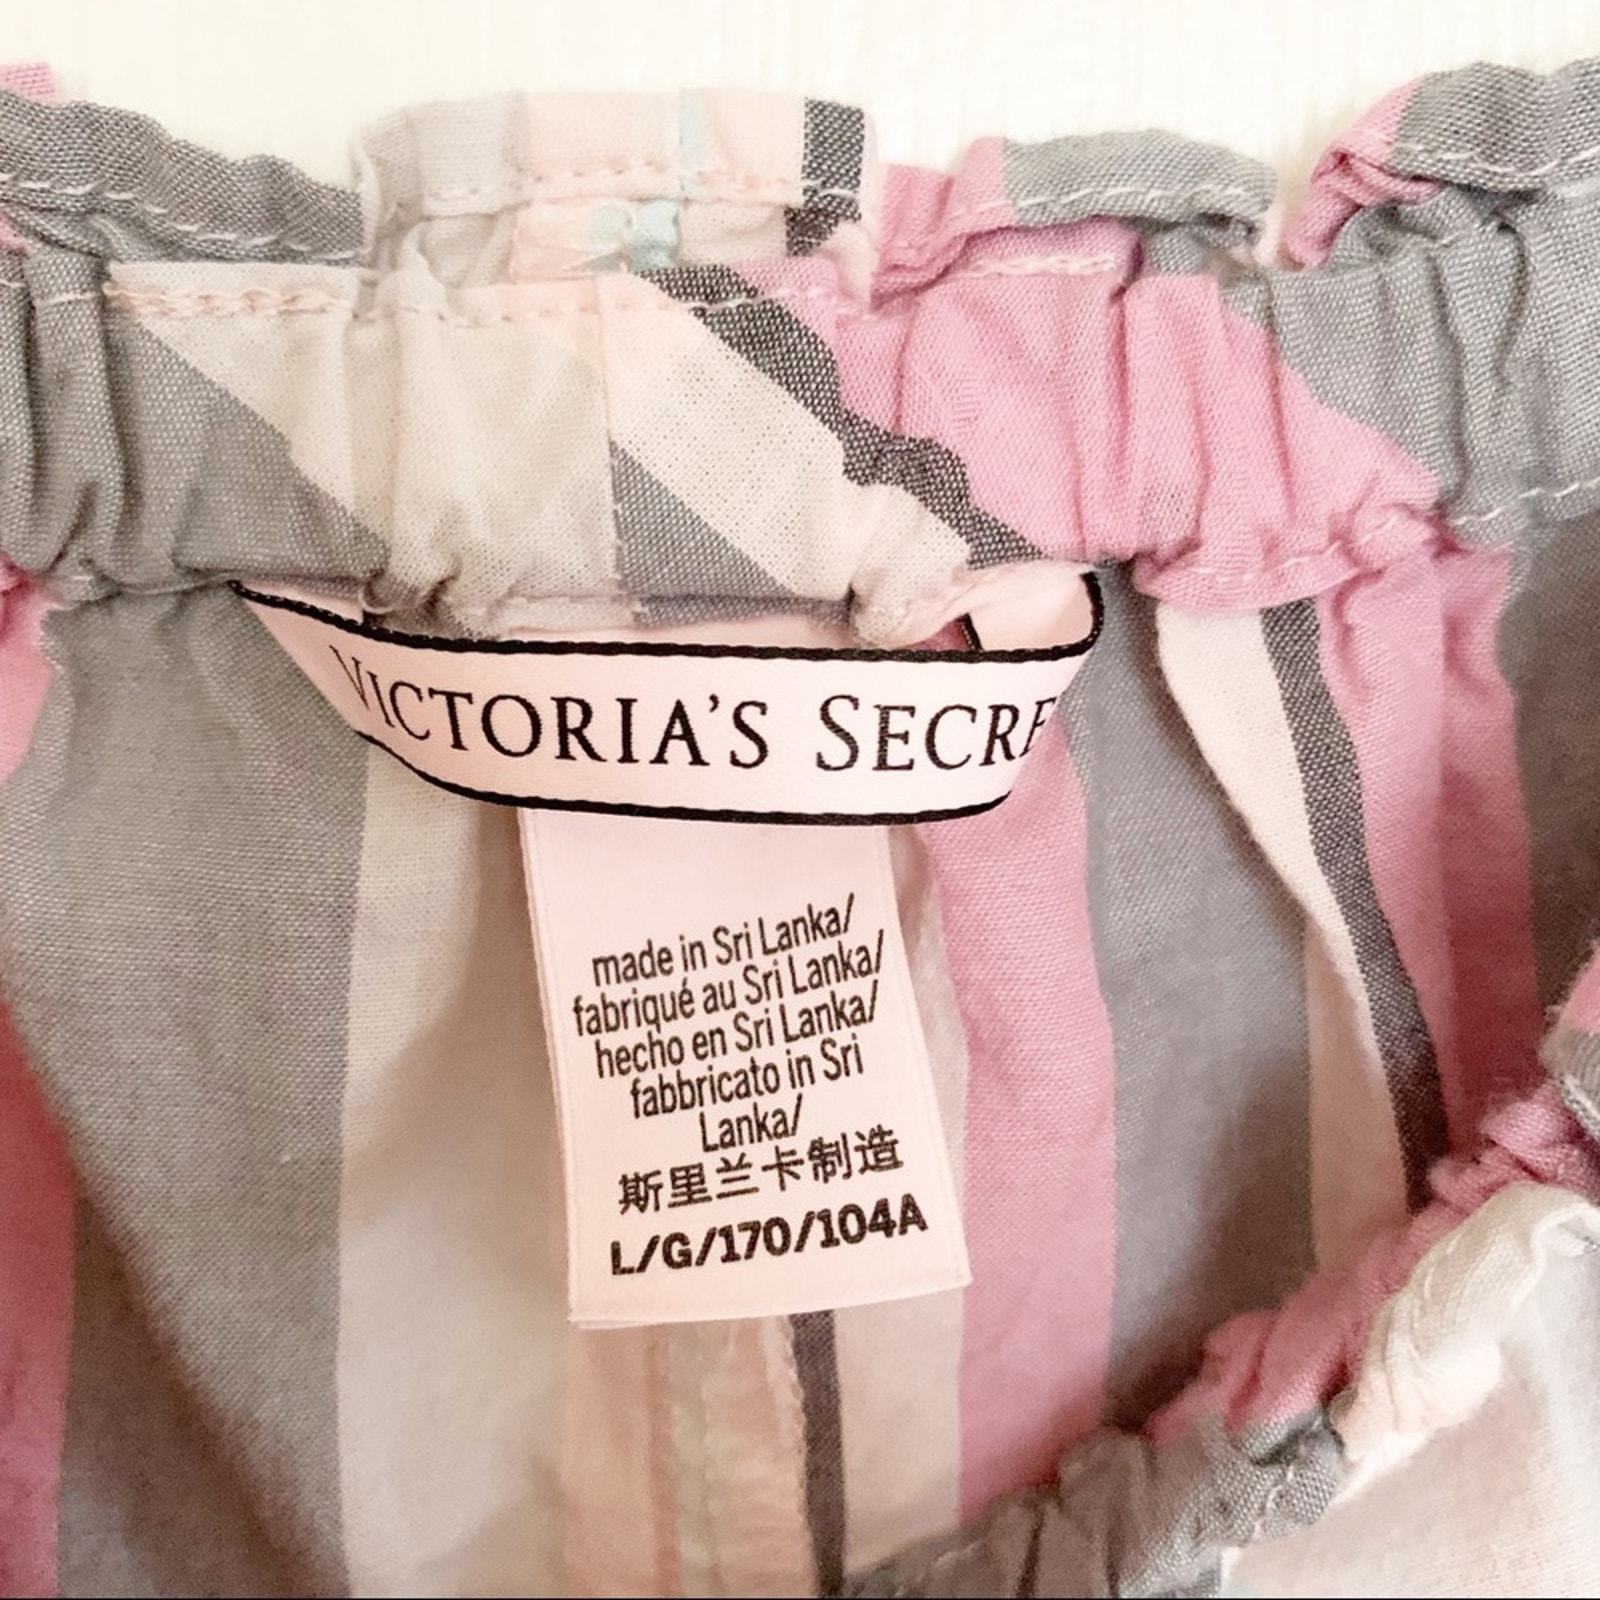 VICTORIA'S SECRE
made in Sri Lanka/
fabriqué au Sri Lanka/
hecho en Sri Lanka/
fabbricato in Sri
Lanka/
斯里兰卡制造
L/G/170/104A